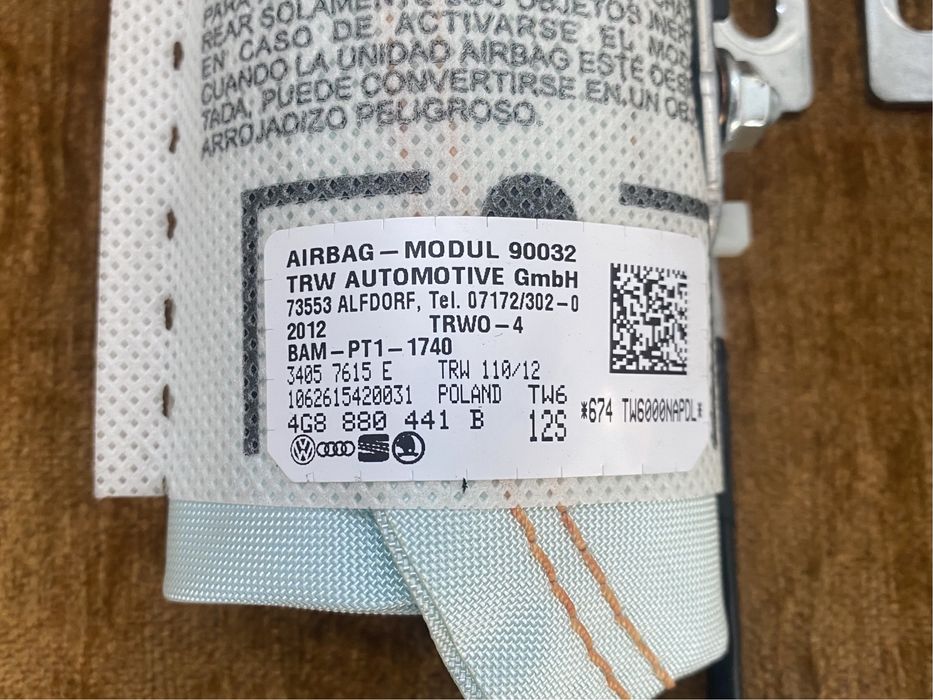 PARA
REAR SOLAMENTE LOS OBJETOS INER
EN CASO DE ACTIVARSE EL MOD
CUANDO LA UNIDAD AIRBAG ESTÉ DES
TADA, PUEDE CONVERTIRSE EN UN OB
ARROJADIZO PELIGROSO.
AIRBAG – MODUL 90032
TRW AUTOMOTIVE GmbH
73553 ALFDORF, Tel. 07172/302–0
2012 TRWO–4
BAM–PT1–1740
3405 7615 E TRW 110/12
1062615420031 POLAND TW6
4G8 880 441 B 12S
*674 TW6000NAPDL*